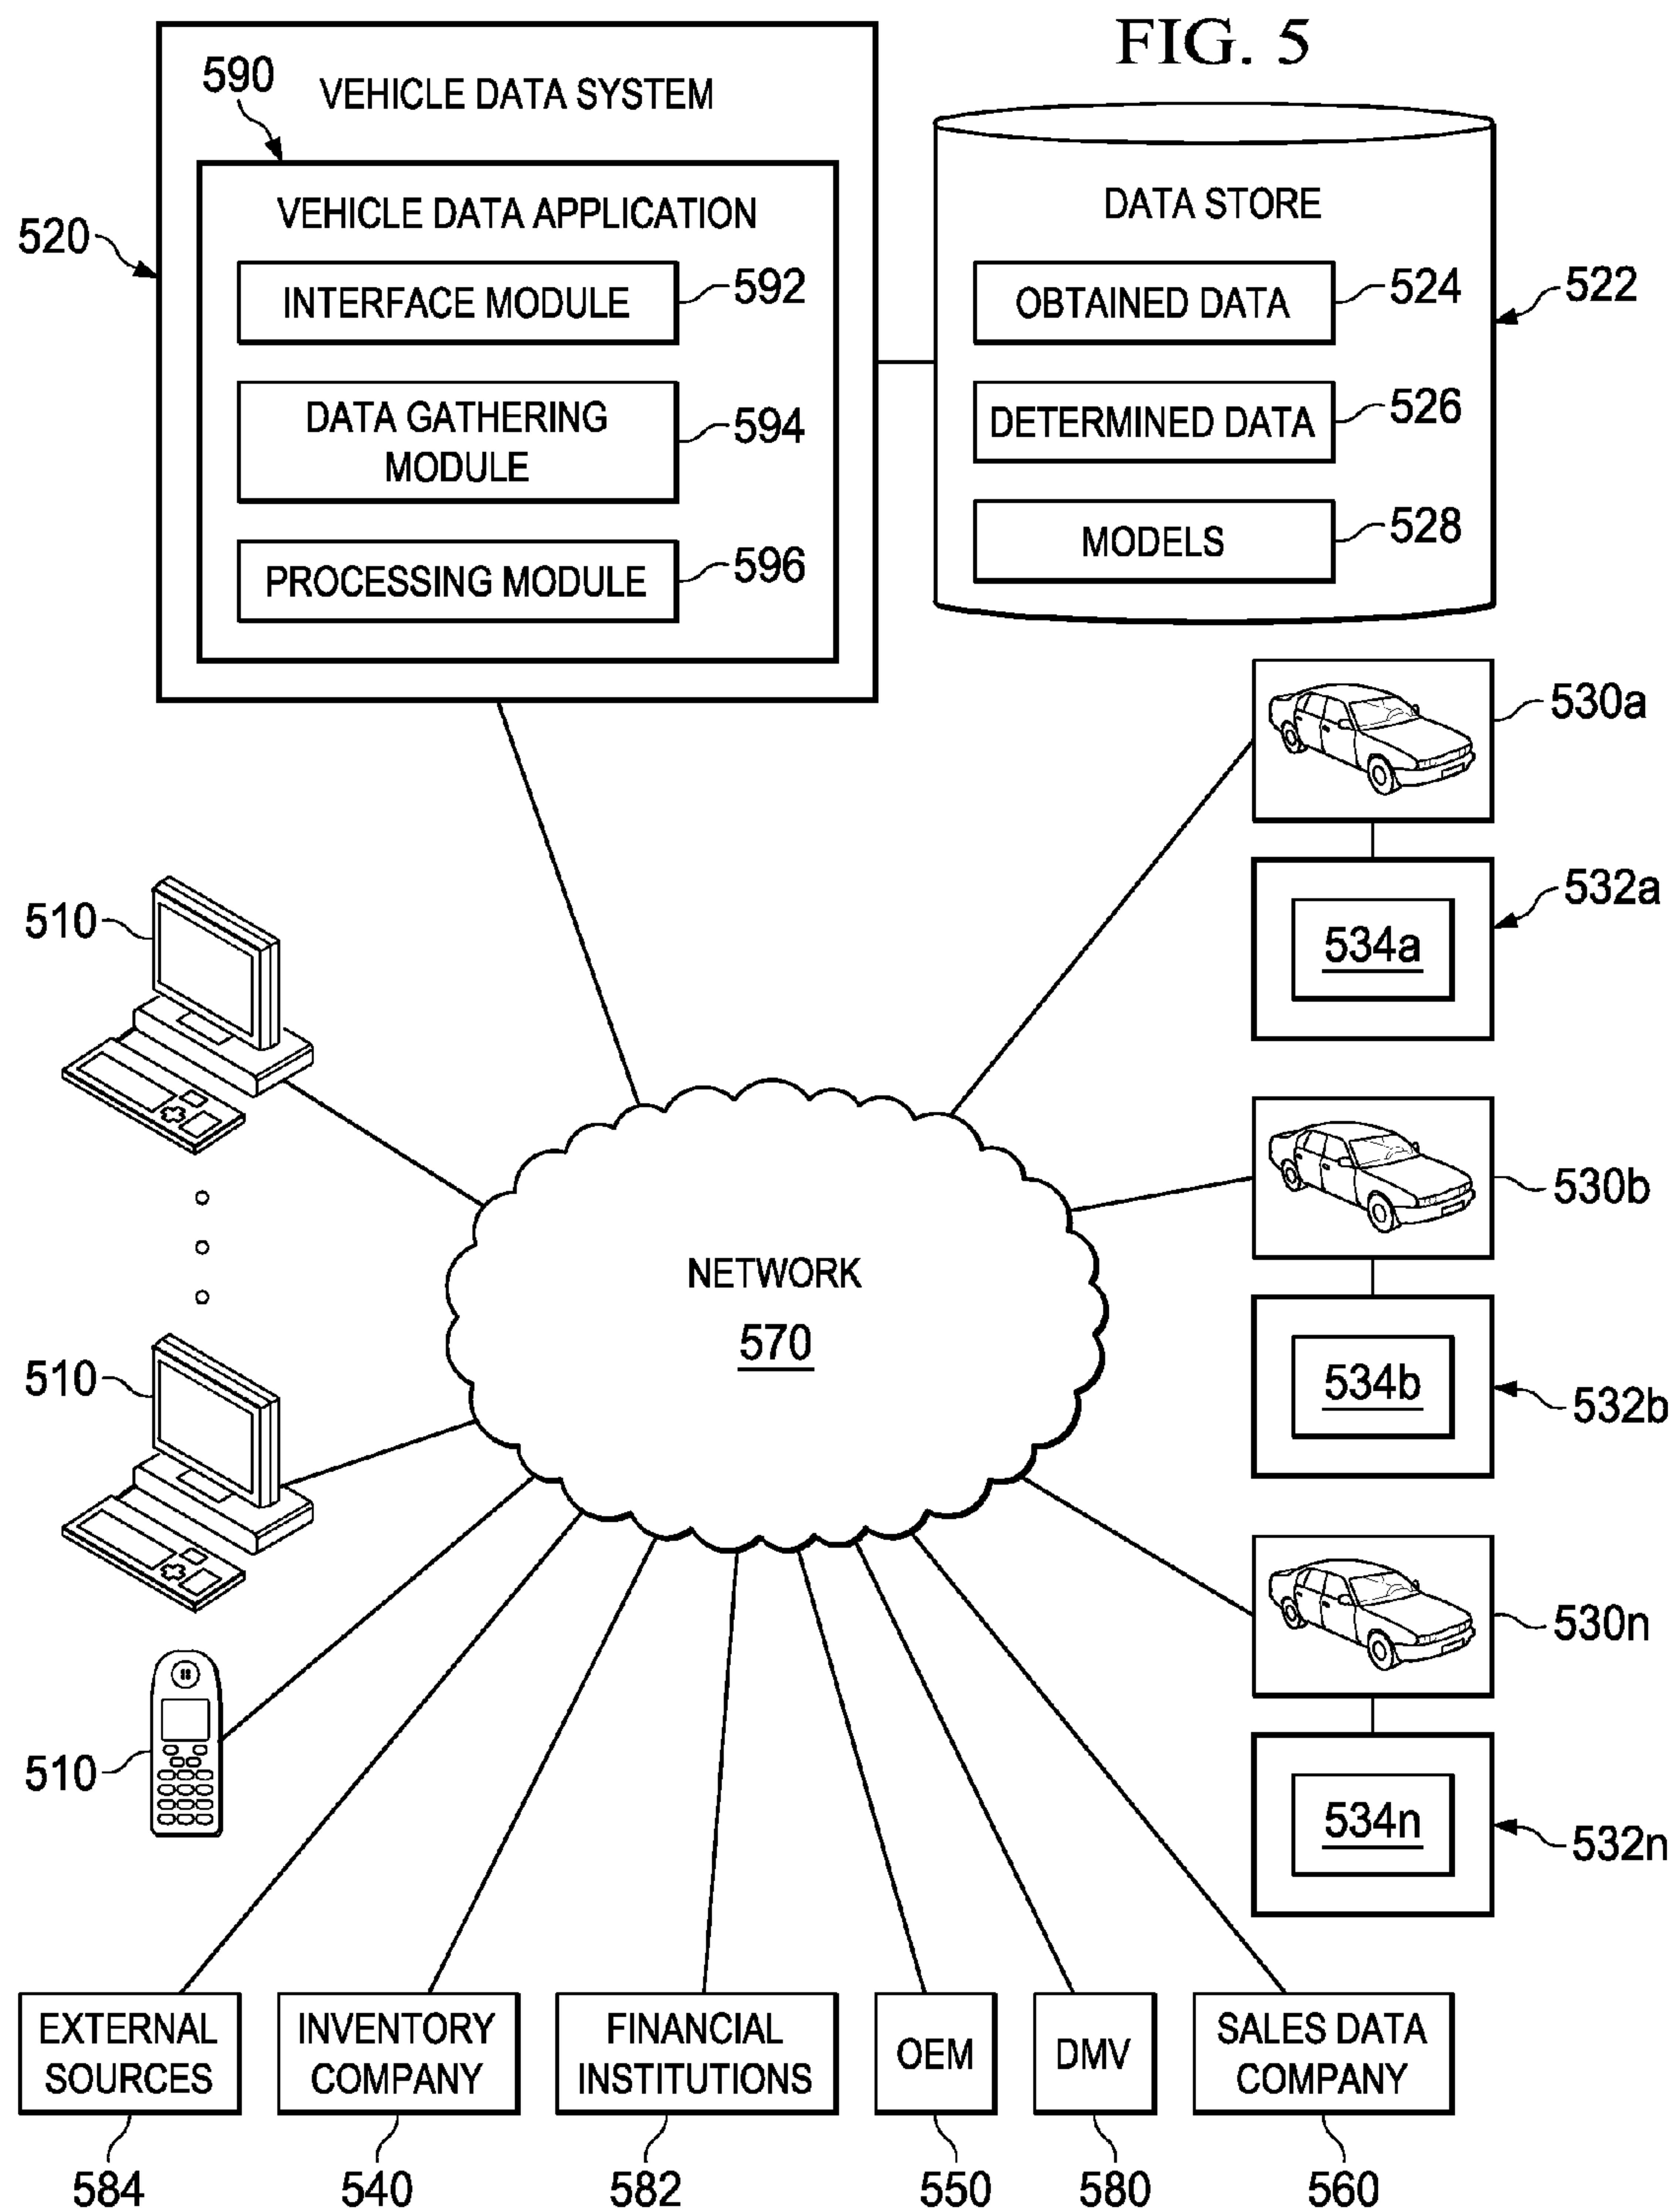 FIG. 5
590
VEHICLE DATA SYSTEM
520
VEHICLE DATA APPLICATION
INTERFACE MODULE
592
DATA GATHERING
MODULE
594
PROCESSING MODULE
596
DATA STORE
OBTAINED DATA
524
522
DETERMINED DATA
526
MODELS
528
530a
532a
534a
510
530b
NETWORK
570
510
534b
532b
530n
510
534n
532n
EXTERNAL
SOURCES
INVENTORY
COMPANY
FINANCIAL
INSTITUTIONS
OEM
DMV
SALES DATA
COMPANY
584
540
582
550
580
560